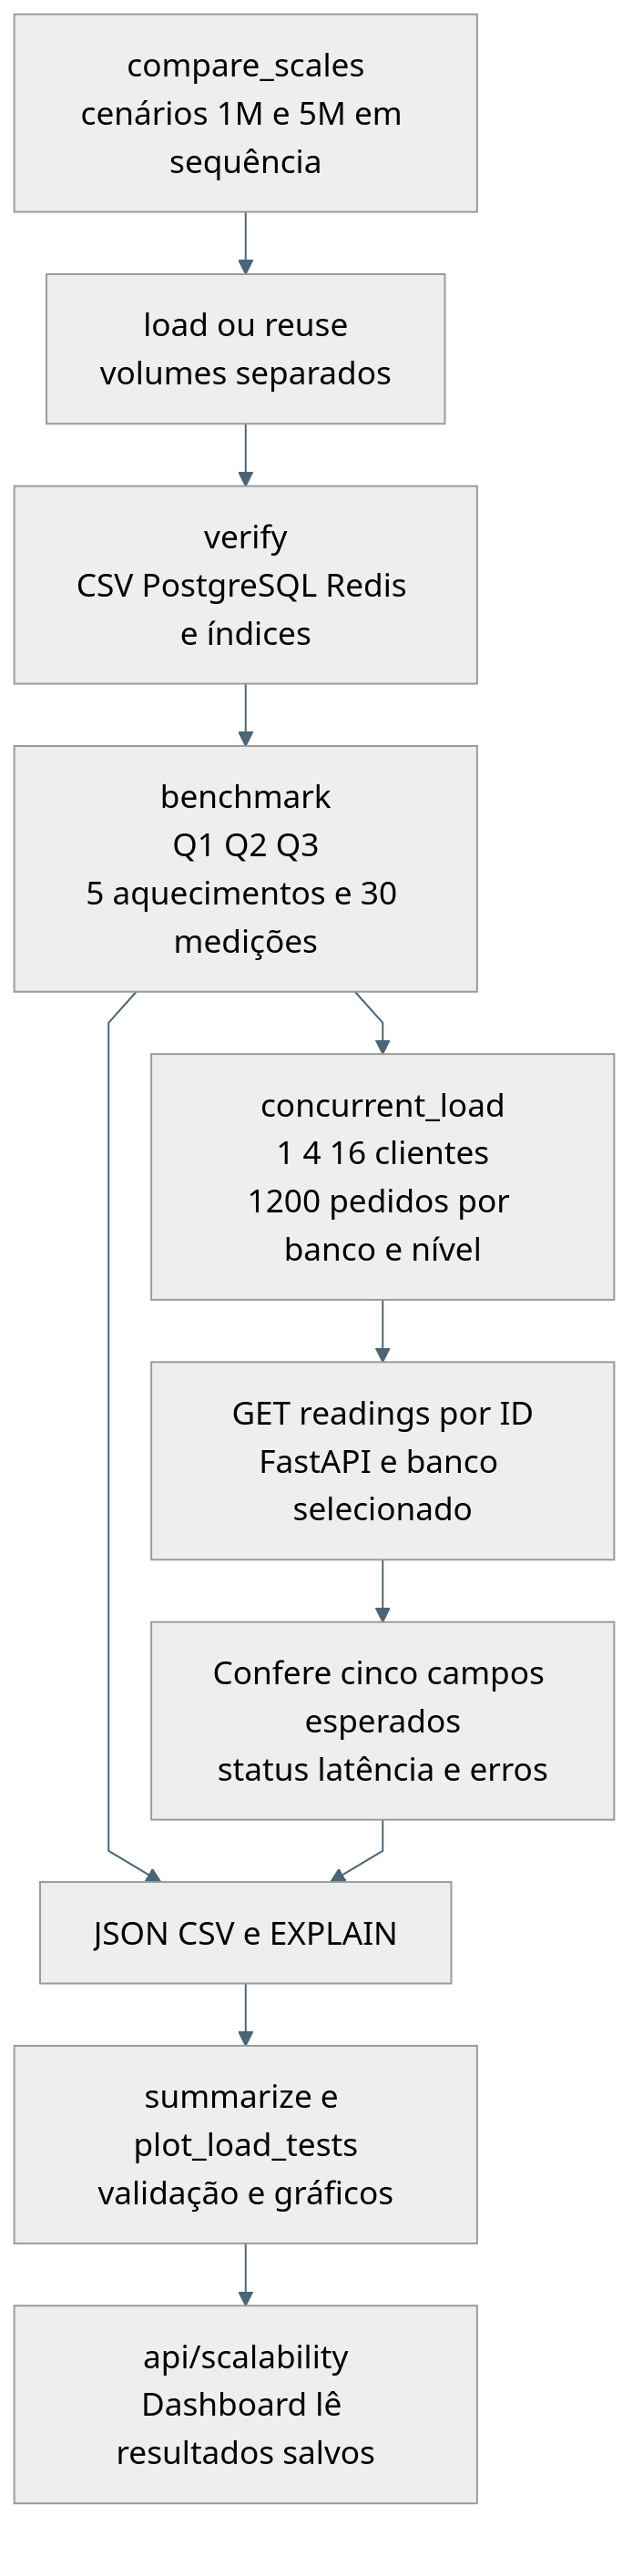 compare_scales
cenários 1M e 5M em
sequência
load ou reuse
volumes separados
verify
CSV PostgreSQL Redis
e índices
benchmark
Q1 Q2 Q3
5 aquecimentos e 30
medições
concurrent_load
1 4 16 clientes
1200 pedidos por
banco e nível
GET readings por ID
FastAPI e banco
selecionado
Confere cinco campos
esperados
status latência e erros
JSON CSV e EXPLAIN
summarize e
plot_load_tests
validação e gráficos
api/scalability
Dashboard lê
resultados salvos